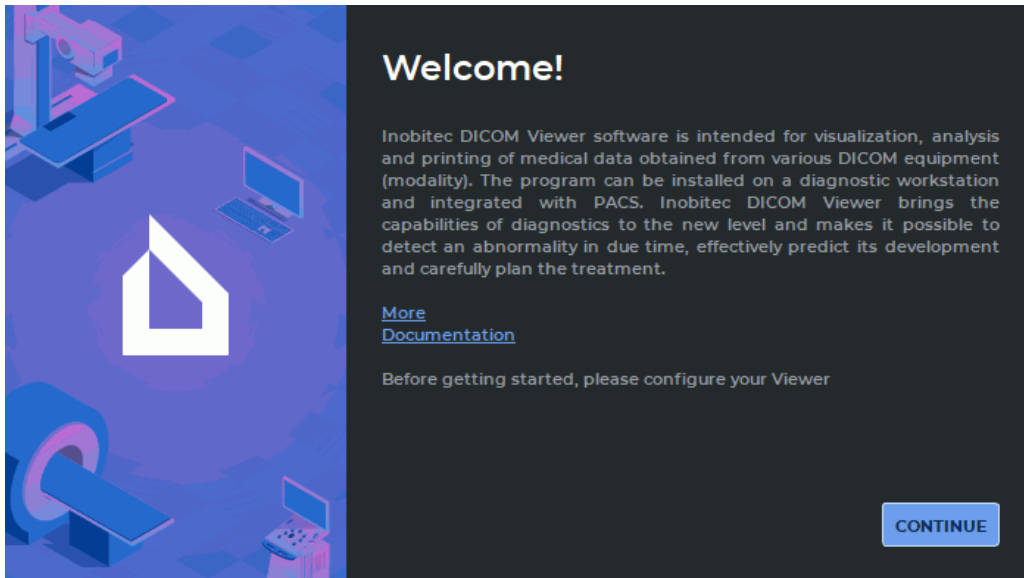 Welcome!
Inobitec DICOM Viewer software is intended for visualization, analysis
and printing of medical data obtained from various DICOM equipment
(modality). The program can be installed on a diagnostic workstation
and integrated with PACS. Inobitec DICOM Viewer brings the
capabilities of diagnostics to the new level and makes it possible to
detect an abnormality in due time, effectively predict its development
and carefully plan the treatment.
More
Documentation
Before getting started, please configure your Viewer
CONTINUE